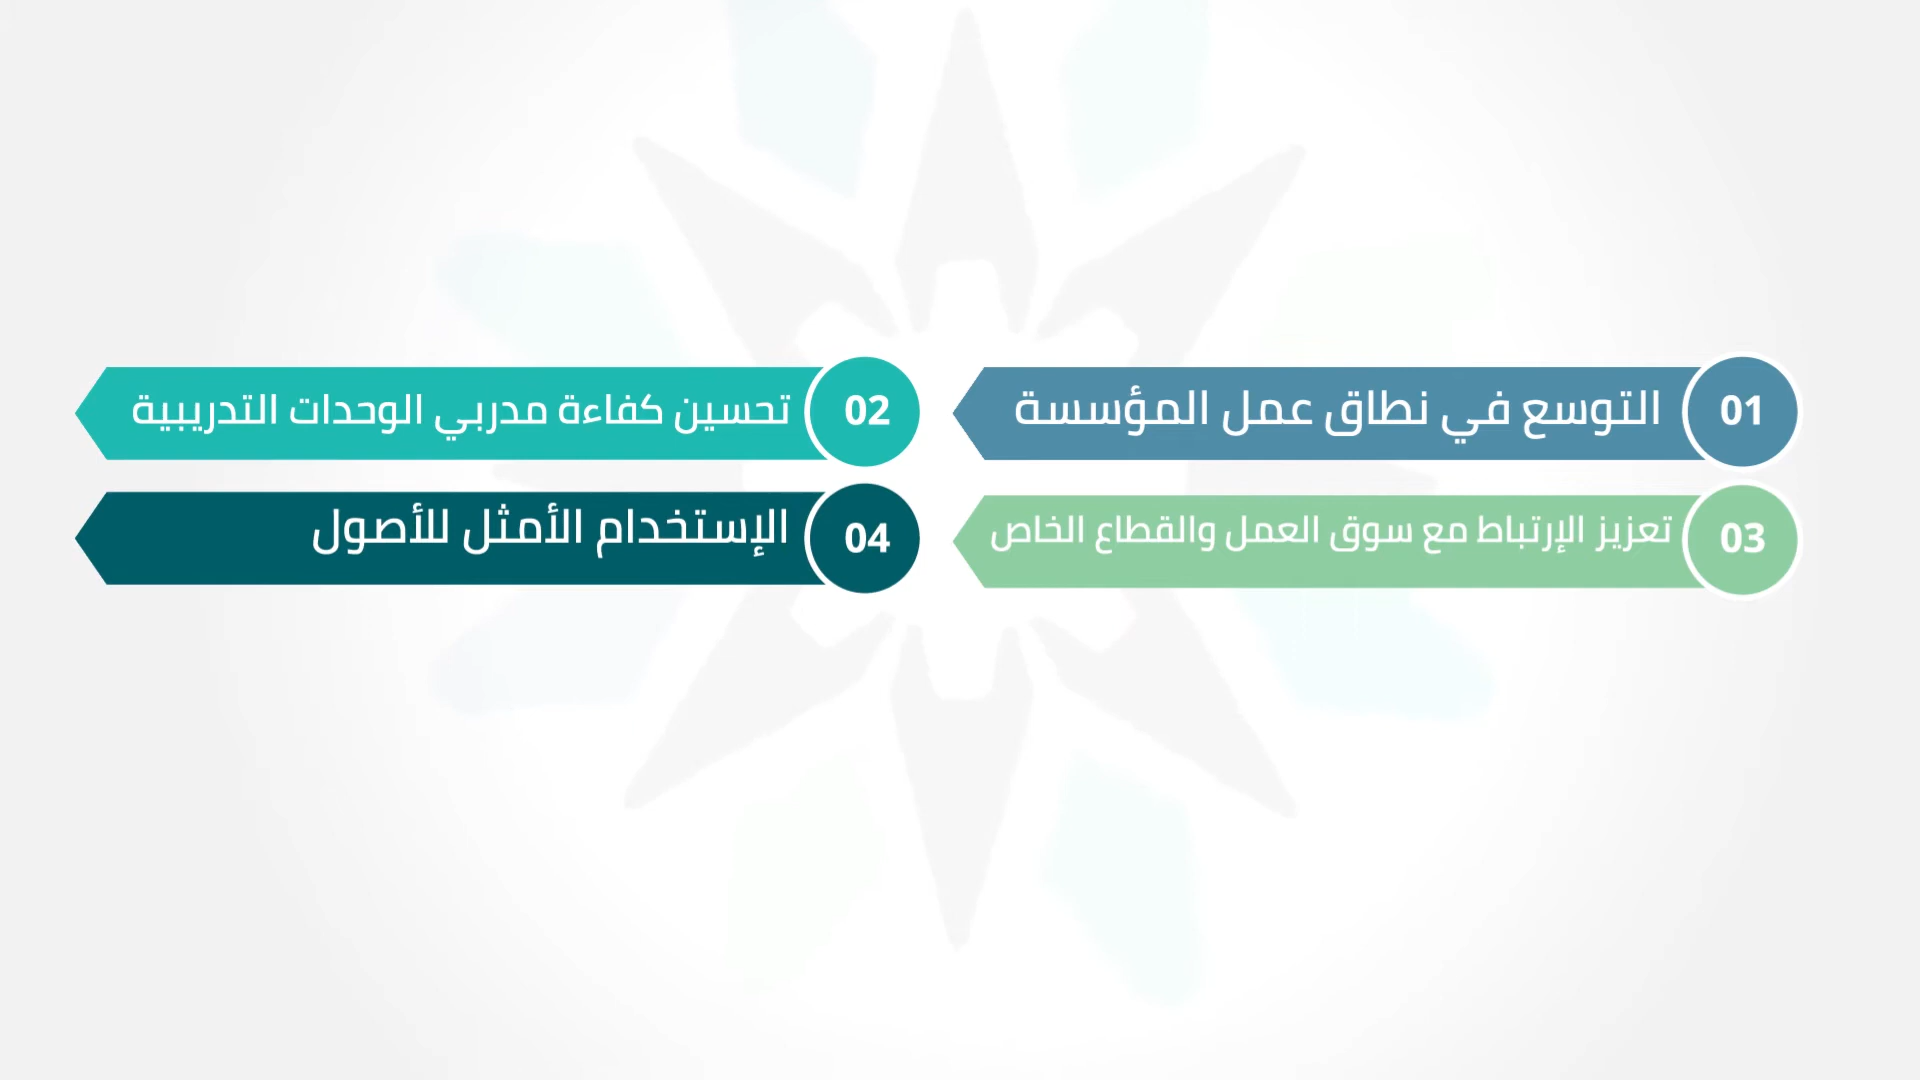 01 التوسع في نطاق عمل المؤسسة
02 تحسين كفاءة مدربي الوحدات التدريبية
03 تعزيز الإرتباط مع سوق العمل والقطاع الخاص
04 الإستخدام الأمثل للأصول